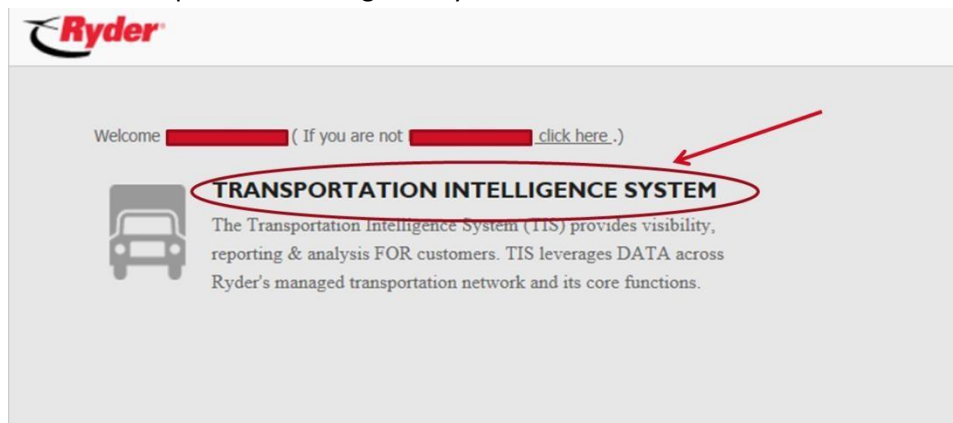 Ryder
Welcome ( If you are not click here .)
TRANSPORTATION INTELLIGENCE SYSTEM
The Transportation Intelligence System (TIS) provides visibility,
reporting & analysis FOR customers. TIS leverages DATA across
Ryder's managed transportation network and its core functions.